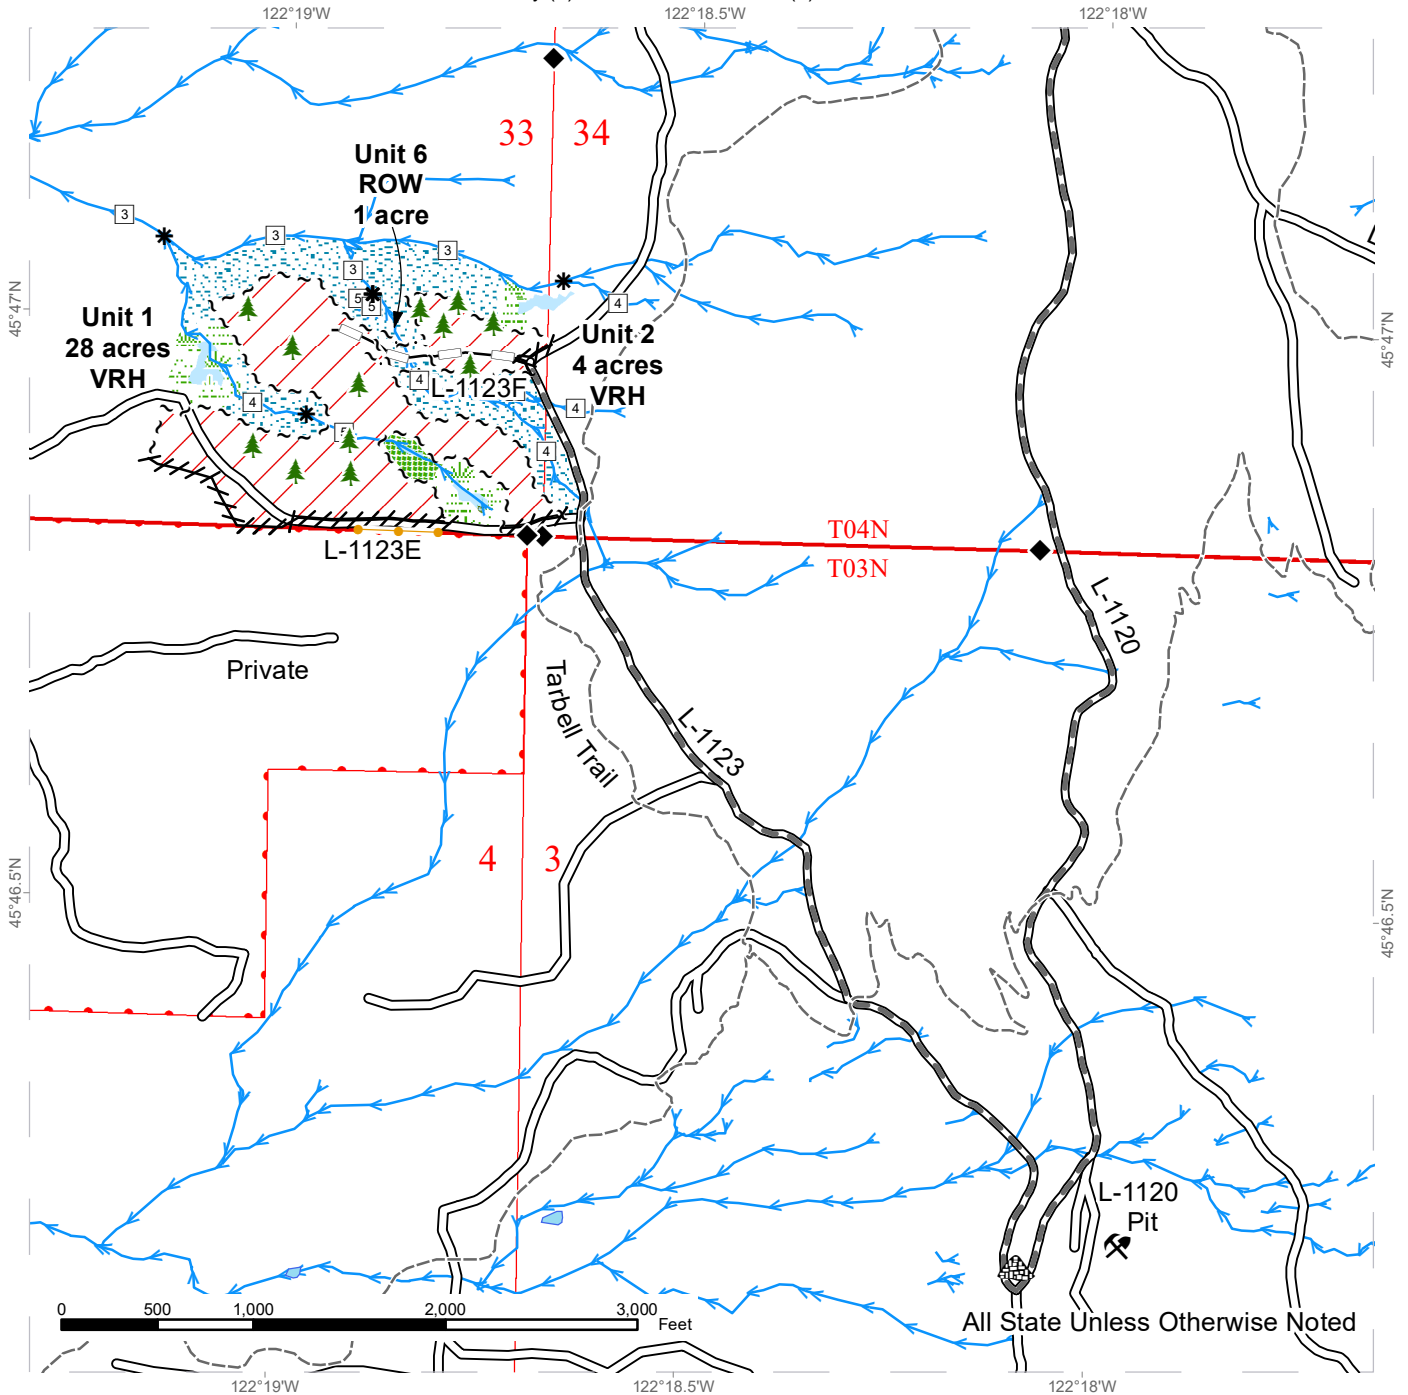 122°19'W
122°18.5'W
122°18'W
33
34
Unit 6
ROW
1 acre
3
3
3
3
5
5
4
45°47'N
45°47'N
Unit 1
28 acres
VRH
Unit 2
4 acres
VRH
4
L-1123F
4
4
5
4
T04N
T03N
L-1123E
L-1120
Private
Tarbell Trail
L-1123
4
3
45°46.5'N
45°46.5'N
L-1120
Pit
0
500
1,000
2,000
3,000
Feet
All State Unless Otherwise Noted
122°19'W
122°18.5'W
122°18'W